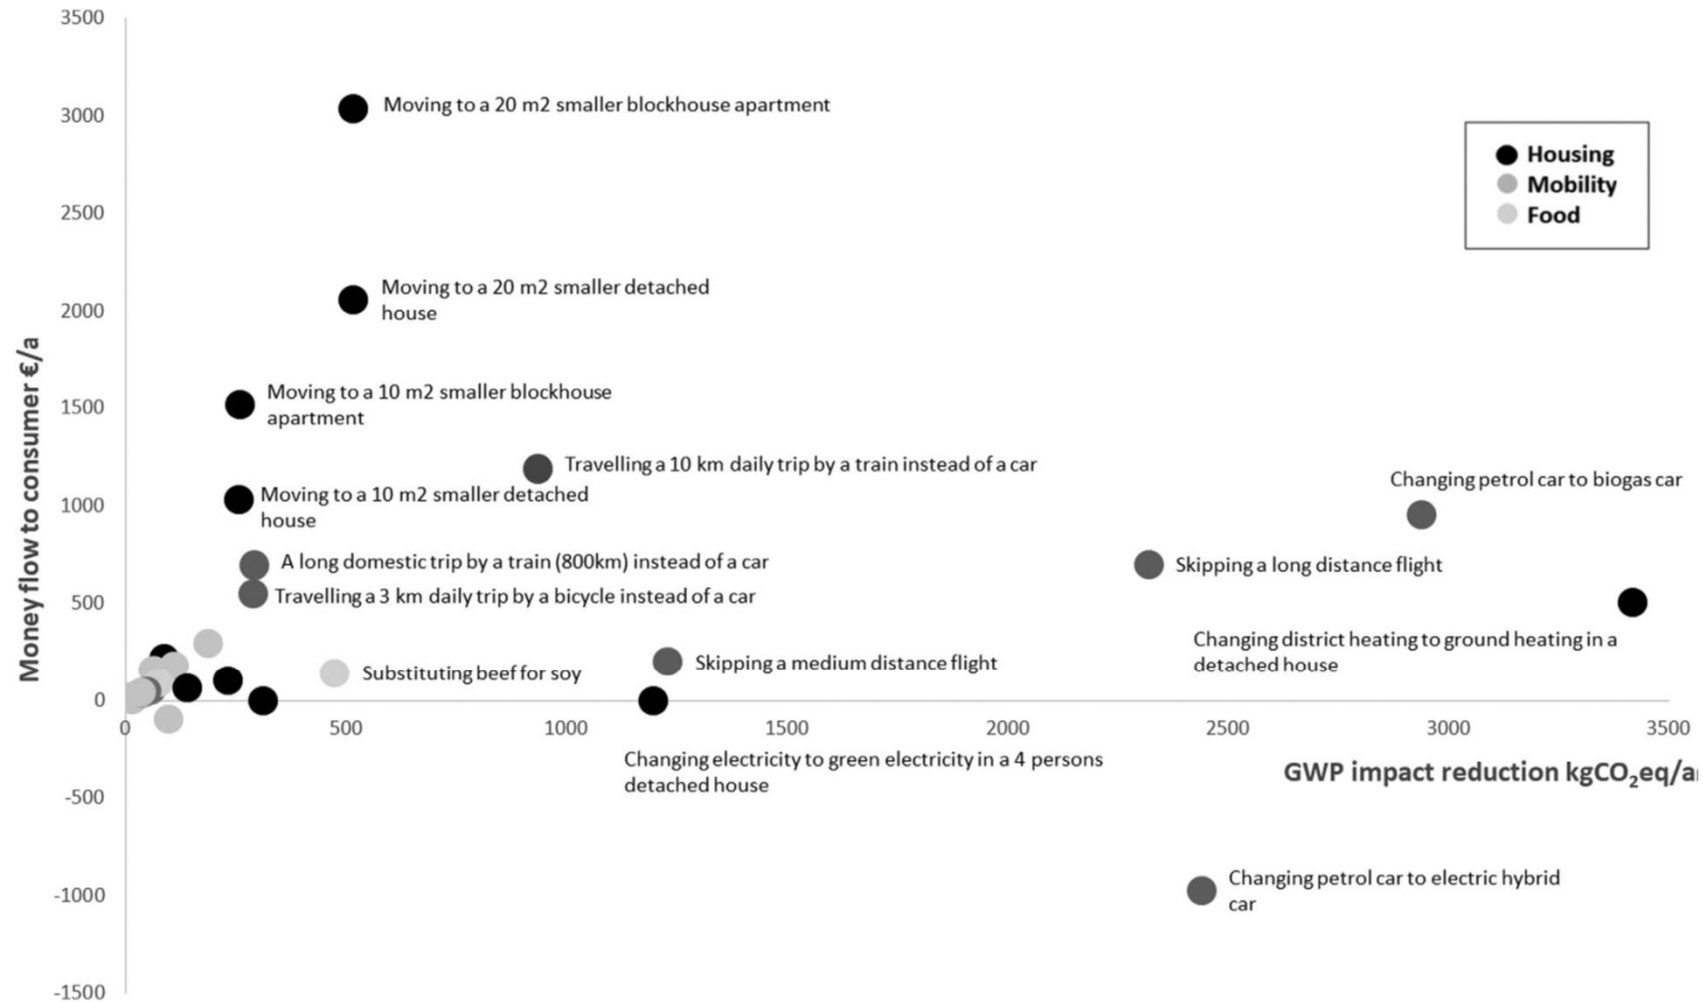 3500
3000
2500
2000
1500
1000
500
0
-500
-1000
-1500
Money flow to consumer €/a
Moving to a 20 m2 smaller blockhouse apartment
Housing
Mobility
Food
Moving to a 20 m2 smaller detached
house
Moving to a 10 m2 smaller blockhouse
apartment
Travelling a 10 km daily trip by a train instead of a car
Changing petrol car to biogas car
Moving to a 10 m2 smaller detached
house
A long domestic trip by a train (800km) instead of a car
Skipping a long distance flight
Travelling a 3 km daily trip by a bicycle instead of a car
Changing district heating to ground heating in a
detached house
Substituting beef for soy
Skipping a medium distance flight
0 500 1000 1500 2000 2500 3000 3500
Changing electricity to green electricity in a 4 persons
detached house
GWP impact reduction kgCO₂eq/a
Changing petrol car to electric hybrid
car